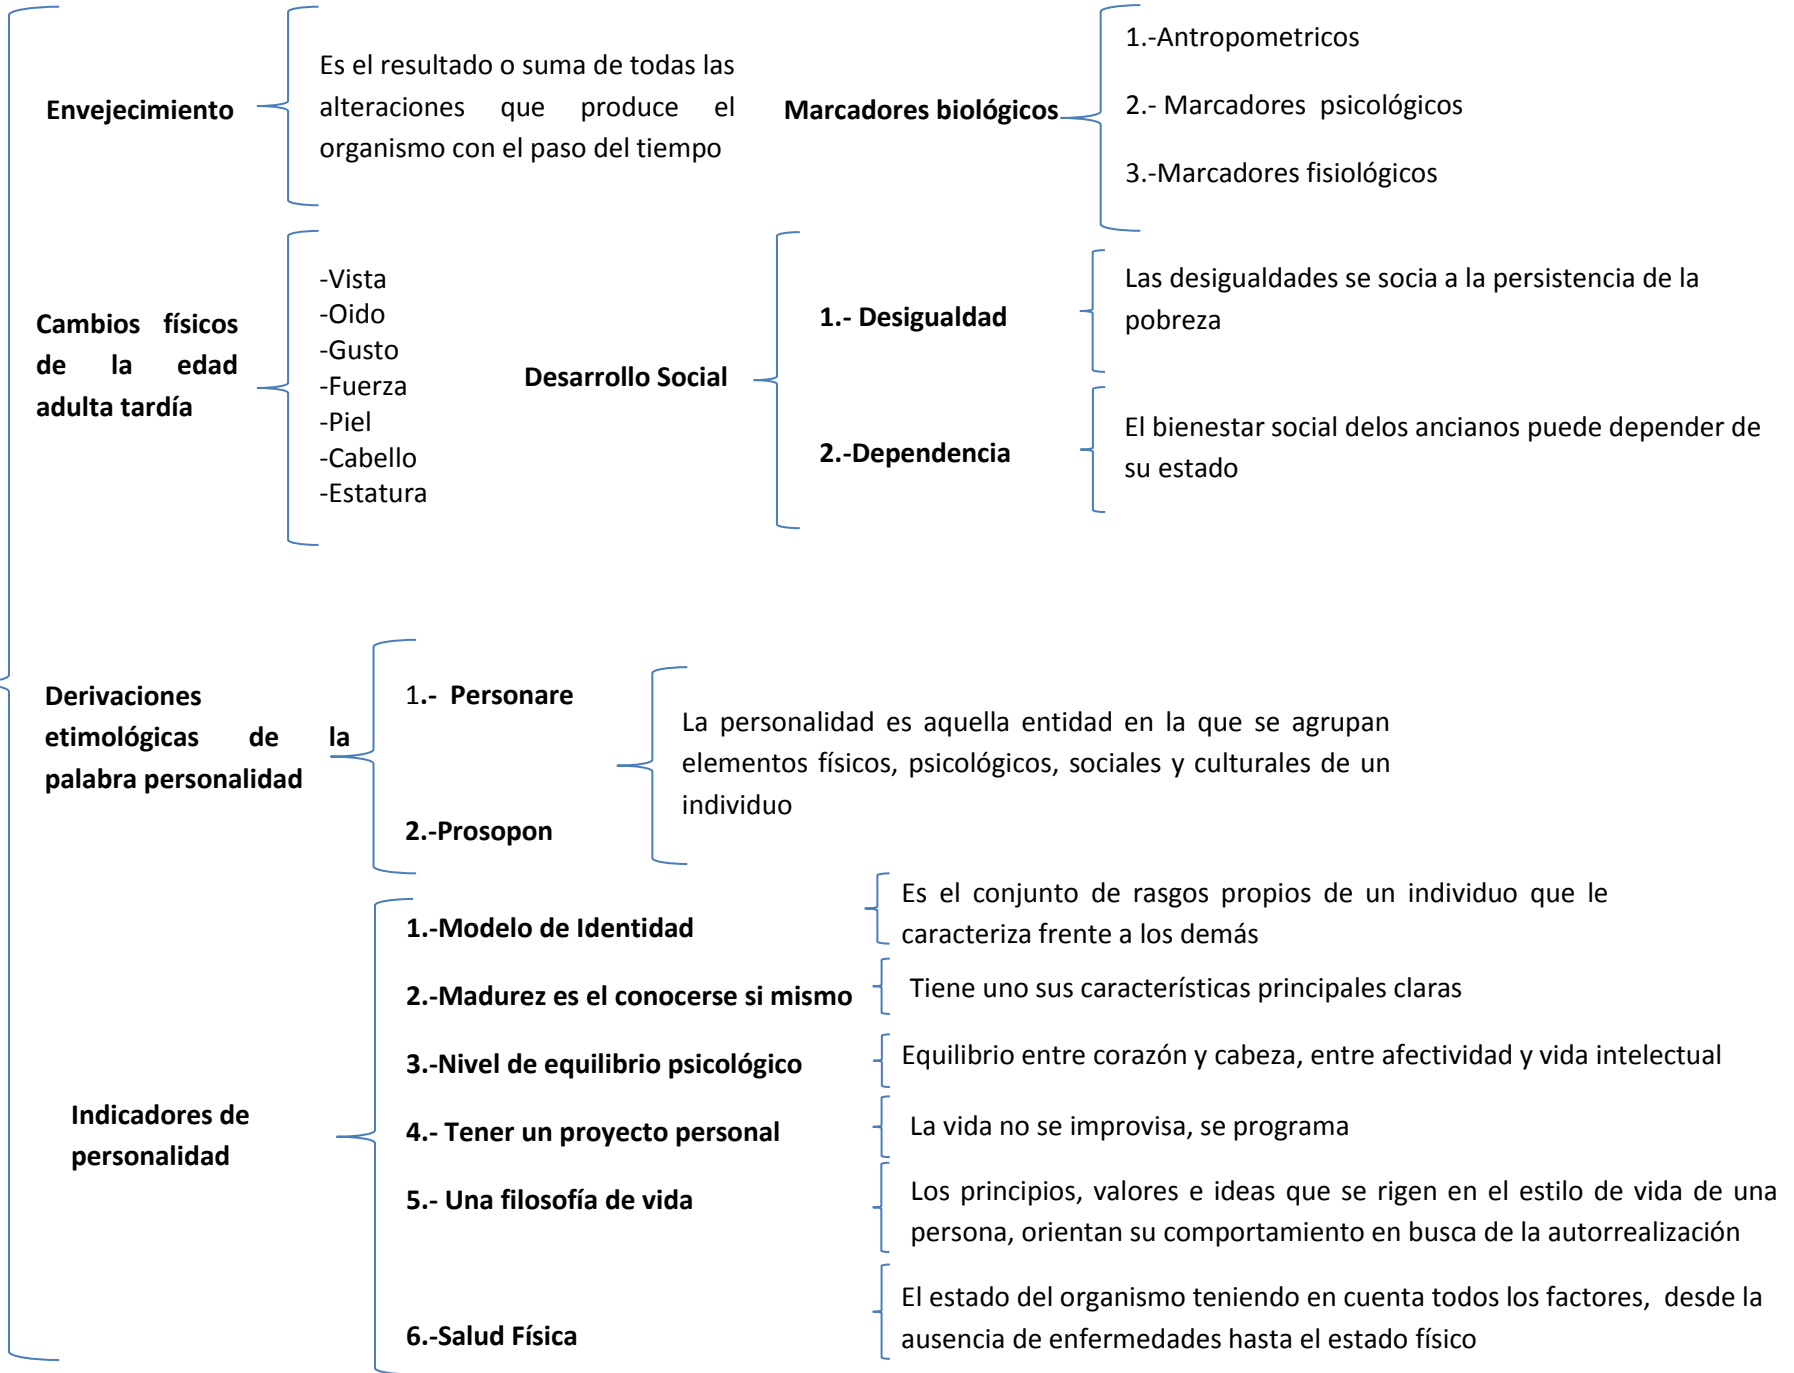 Envejecimiento
Es el resultado o suma de todas las
alteraciones que produce el
organismo con el paso del tiempo
Marcadores biológicos
1.-Antropometricos
2.- Marcadores psicológicos
3.-Marcadores fisiológicos
Cambios físicos
de la edad
adulta tardía
-Vista
-Oido
-Gusto
-Fuerza
-Piel
-Cabello
-Estatura
Desarrollo Social
1.- Desigualdad
Las desigualdades se socia a la persistencia de la
pobreza
2.-Dependencia
El bienestar social delos ancianos puede depender de
su estado
Derivaciones
etimológicas de la
palabra personalidad
1.- Personare
2.-Prosopon
La personalidad es aquella entidad en la que se agrupan
elementos físicos, psicológicos, sociales y culturales de un
individuo
Indicadores de
personalidad
1.-Modelo de Identidad
Es el conjunto de rasgos propios de un individuo que le
caracteriza frente a los demás
2.-Madurez es el conocerse si mismo
Tiene uno sus características principales claras
3.-Nivel de equilibrio psicológico
Equilibrio entre corazón y cabeza, entre afectividad y vida intelectual
4.- Tener un proyecto personal
La vida no se improvisa, se programa
5.- Una filosofía de vida
Los principios, valores e ideas que se rigen en el estilo de vida de una
persona, orientan su comportamiento en busca de la autorrealización
6.-Salud Física
El estado del organismo teniendo en cuenta todos los factores, desde la
ausencia de enfermedades hasta el estado físico